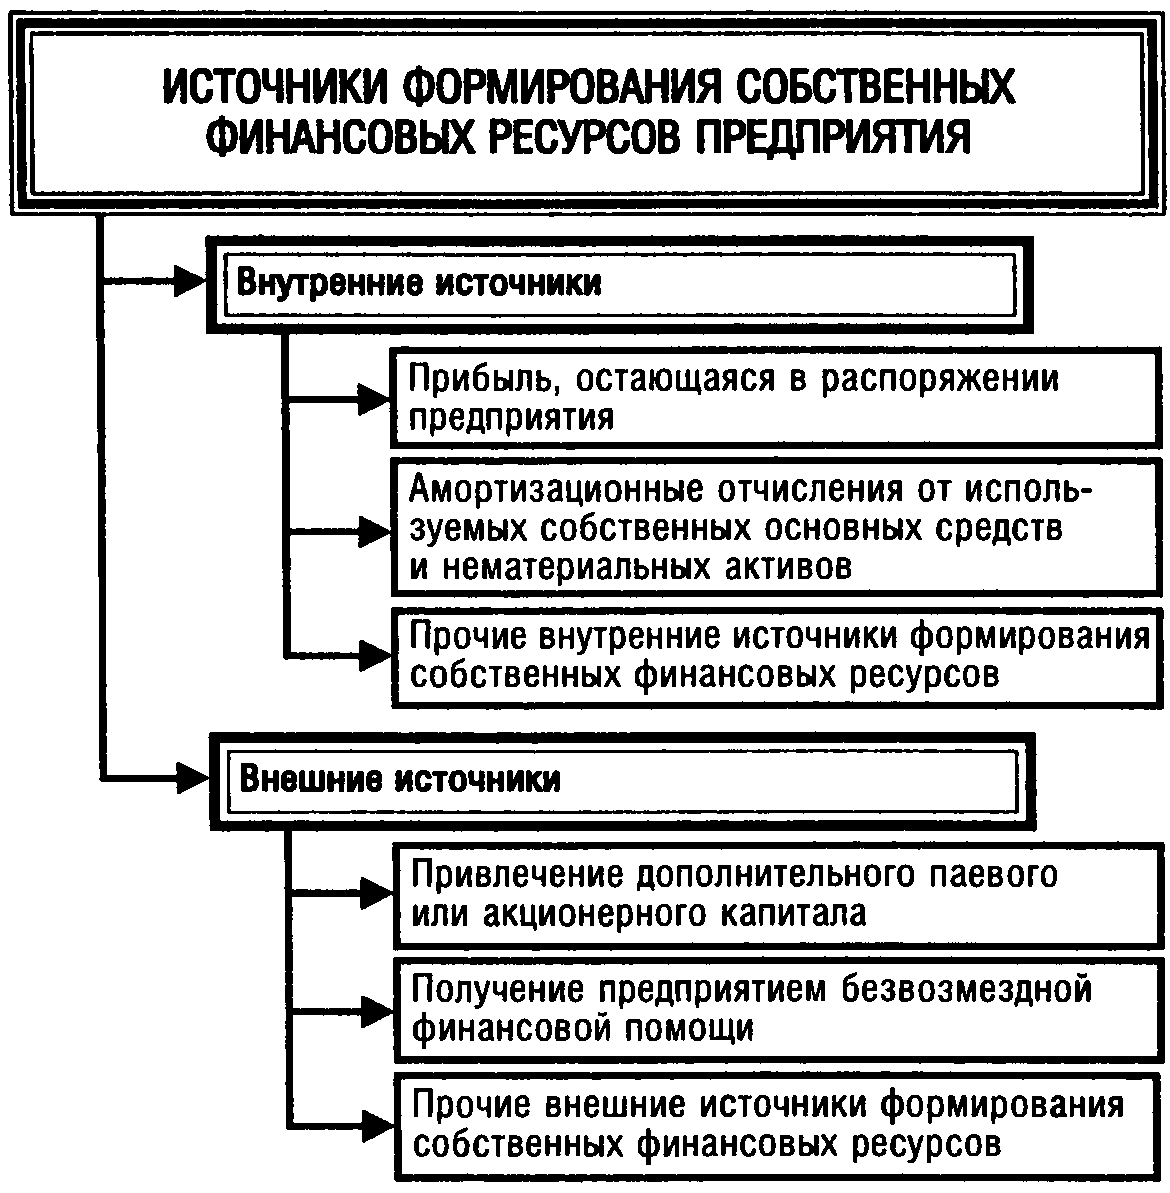 ИСТОЧНИКИ ФОРМИРОВАНИЯ СОБСТВЕННЫХ
ФИНАНСОВЫХ РЕСУРСОВ ПРЕДПРИЯТИЯ
Внутренние источники
Прибыль, остающаяся в распоряжении
предприятия
Амортизационные отчисления от исполь-
зуемых собственных основных средств
и нематериальных активов
Прочие внутренние источники формирования
собственных финансовых ресурсов
Внешние источники
Привлечение дополнительного паевого
или акционерного капитала
Получение предприятием безвозмездной
финансовой помощи
Прочие внешние источники формирования
собственных финансовых ресурсов